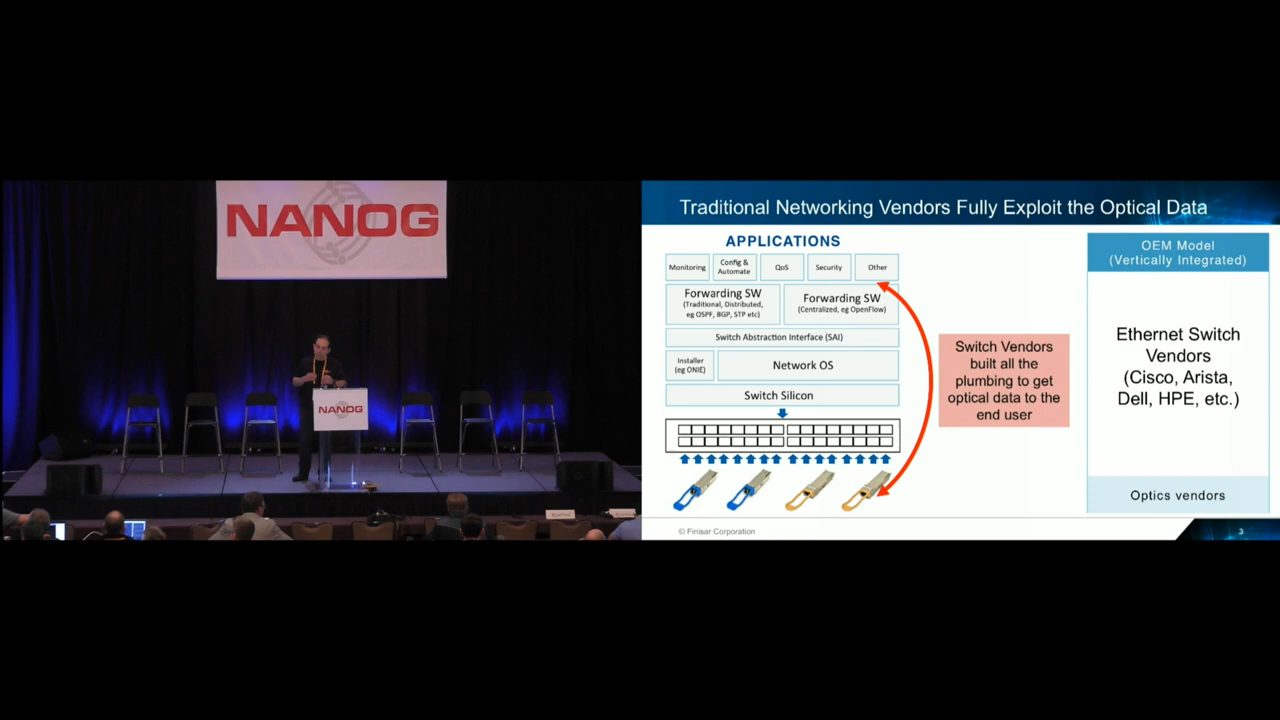 NANOG
NANOG
Traditional Networking Vendors Fully Exploit the Optical Data
APPLICATIONS
Monitoring
Config &
Automate
QoS
Security
Other
Forwarding SW
(Traditional, Distributed,
eg OSPF, BGP, STP etc)
Forwarding SW
(Centralized, eg OpenFlow)
Switch Abstraction Interface (SAI)
Installer
(eg ONIE)
Network OS
Switch Silicon
Switch Vendors
built all the
plumbing to get
optical data to the
end user
OEM Model
(Vertically Integrated)
Ethernet Switch
Vendors
(Cisco, Arista,
Dell, HPE, etc.)
Optics vendors
© Finisar Corporation
3